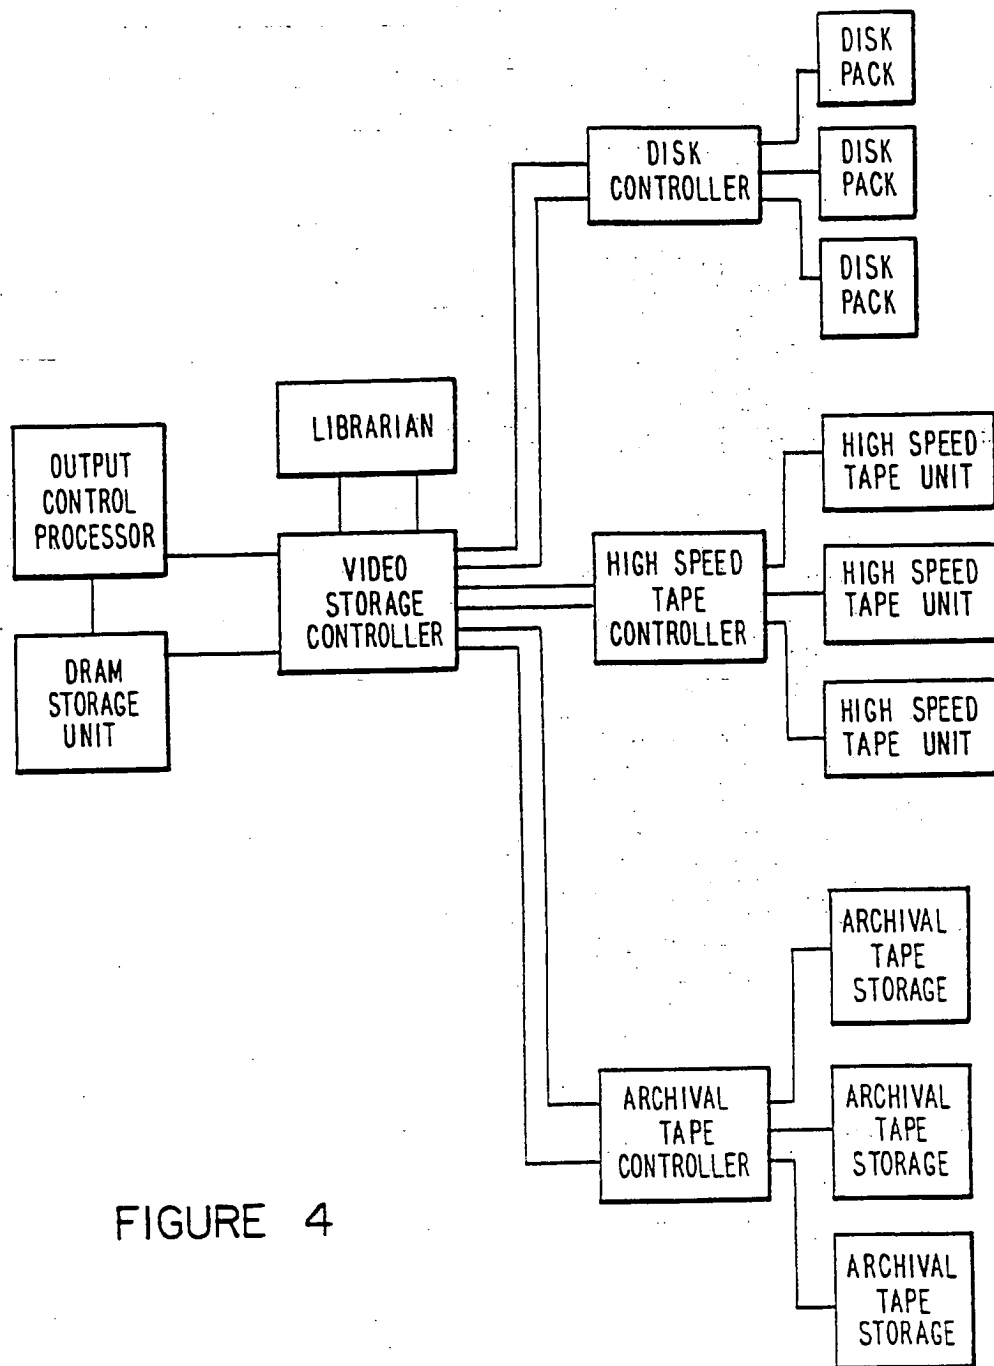 DISK
PACK
DISK
CONTROLLER
DISK
PACK
DISK
PACK
LIBRARIAN
OUTPUT
CONTROL
PROCESSOR
VIDEO
STORAGE
CONTROLLER
HIGH SPEED
TAPE
CONTROLLER
HIGH SPEED
TAPE UNIT
HIGH SPEED
TAPE UNIT
HIGH SPEED
TAPE UNIT
DRAM
STORAGE
UNIT
ARCHIVAL
TAPE
STORAGE
ARCHIVAL
TAPE
CONTROLLER
ARCHIVAL
TAPE
STORAGE
ARCHIVAL
TAPE
STORAGE
FIGURE 4